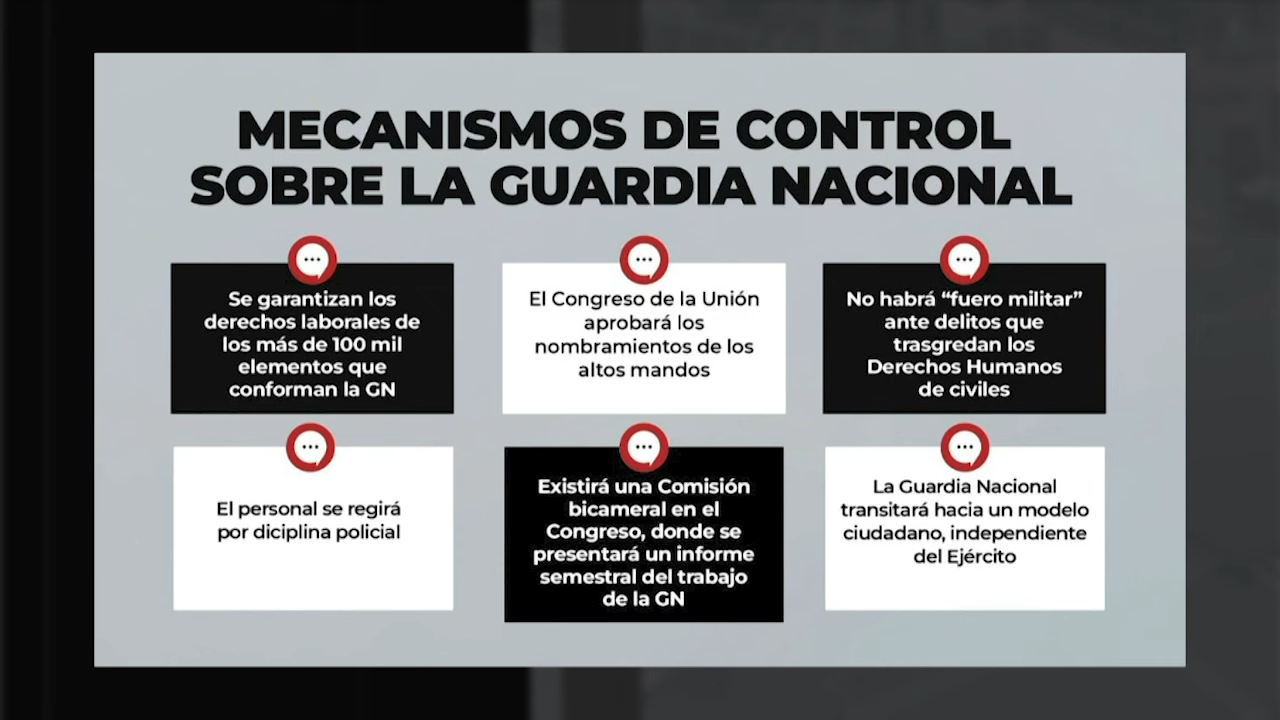 MECANISMOS DE CONTROL
SOBRE LA GUARDIA NACIONAL
Se garantizan los
derechos laborales de
los más de 100 mil
elementos que
conforman la GN
El Congreso de la Unión
aprobará los
nombramientos de los
altos mandos
No habrá “fuero militar”
ante delitos que
trasgredan los
Derechos Humanos
de civiles
El personal se regirá
por diciplina policial
Existirá una Comisión
bicameral en el
Congreso, donde se
presentará un informe
semestral del trabajo
de la GN
La Guardia Nacional
transitará hacia un modelo
ciudadano, independiente
del Ejército